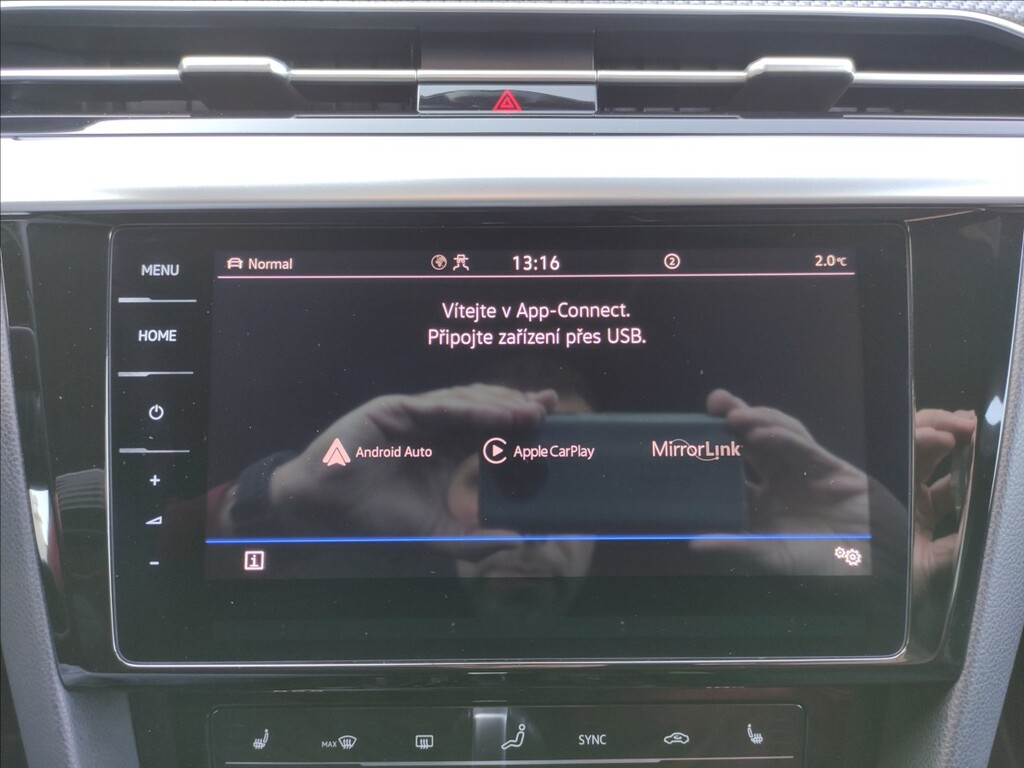 MENU
HOME
Normal
13:16
2
2.0°C
Vítejte v App-Connect.
Připojte zařízení přes USB.
Android Auto
Apple CarPlay
MirrorLink
i
MAX
SYNC